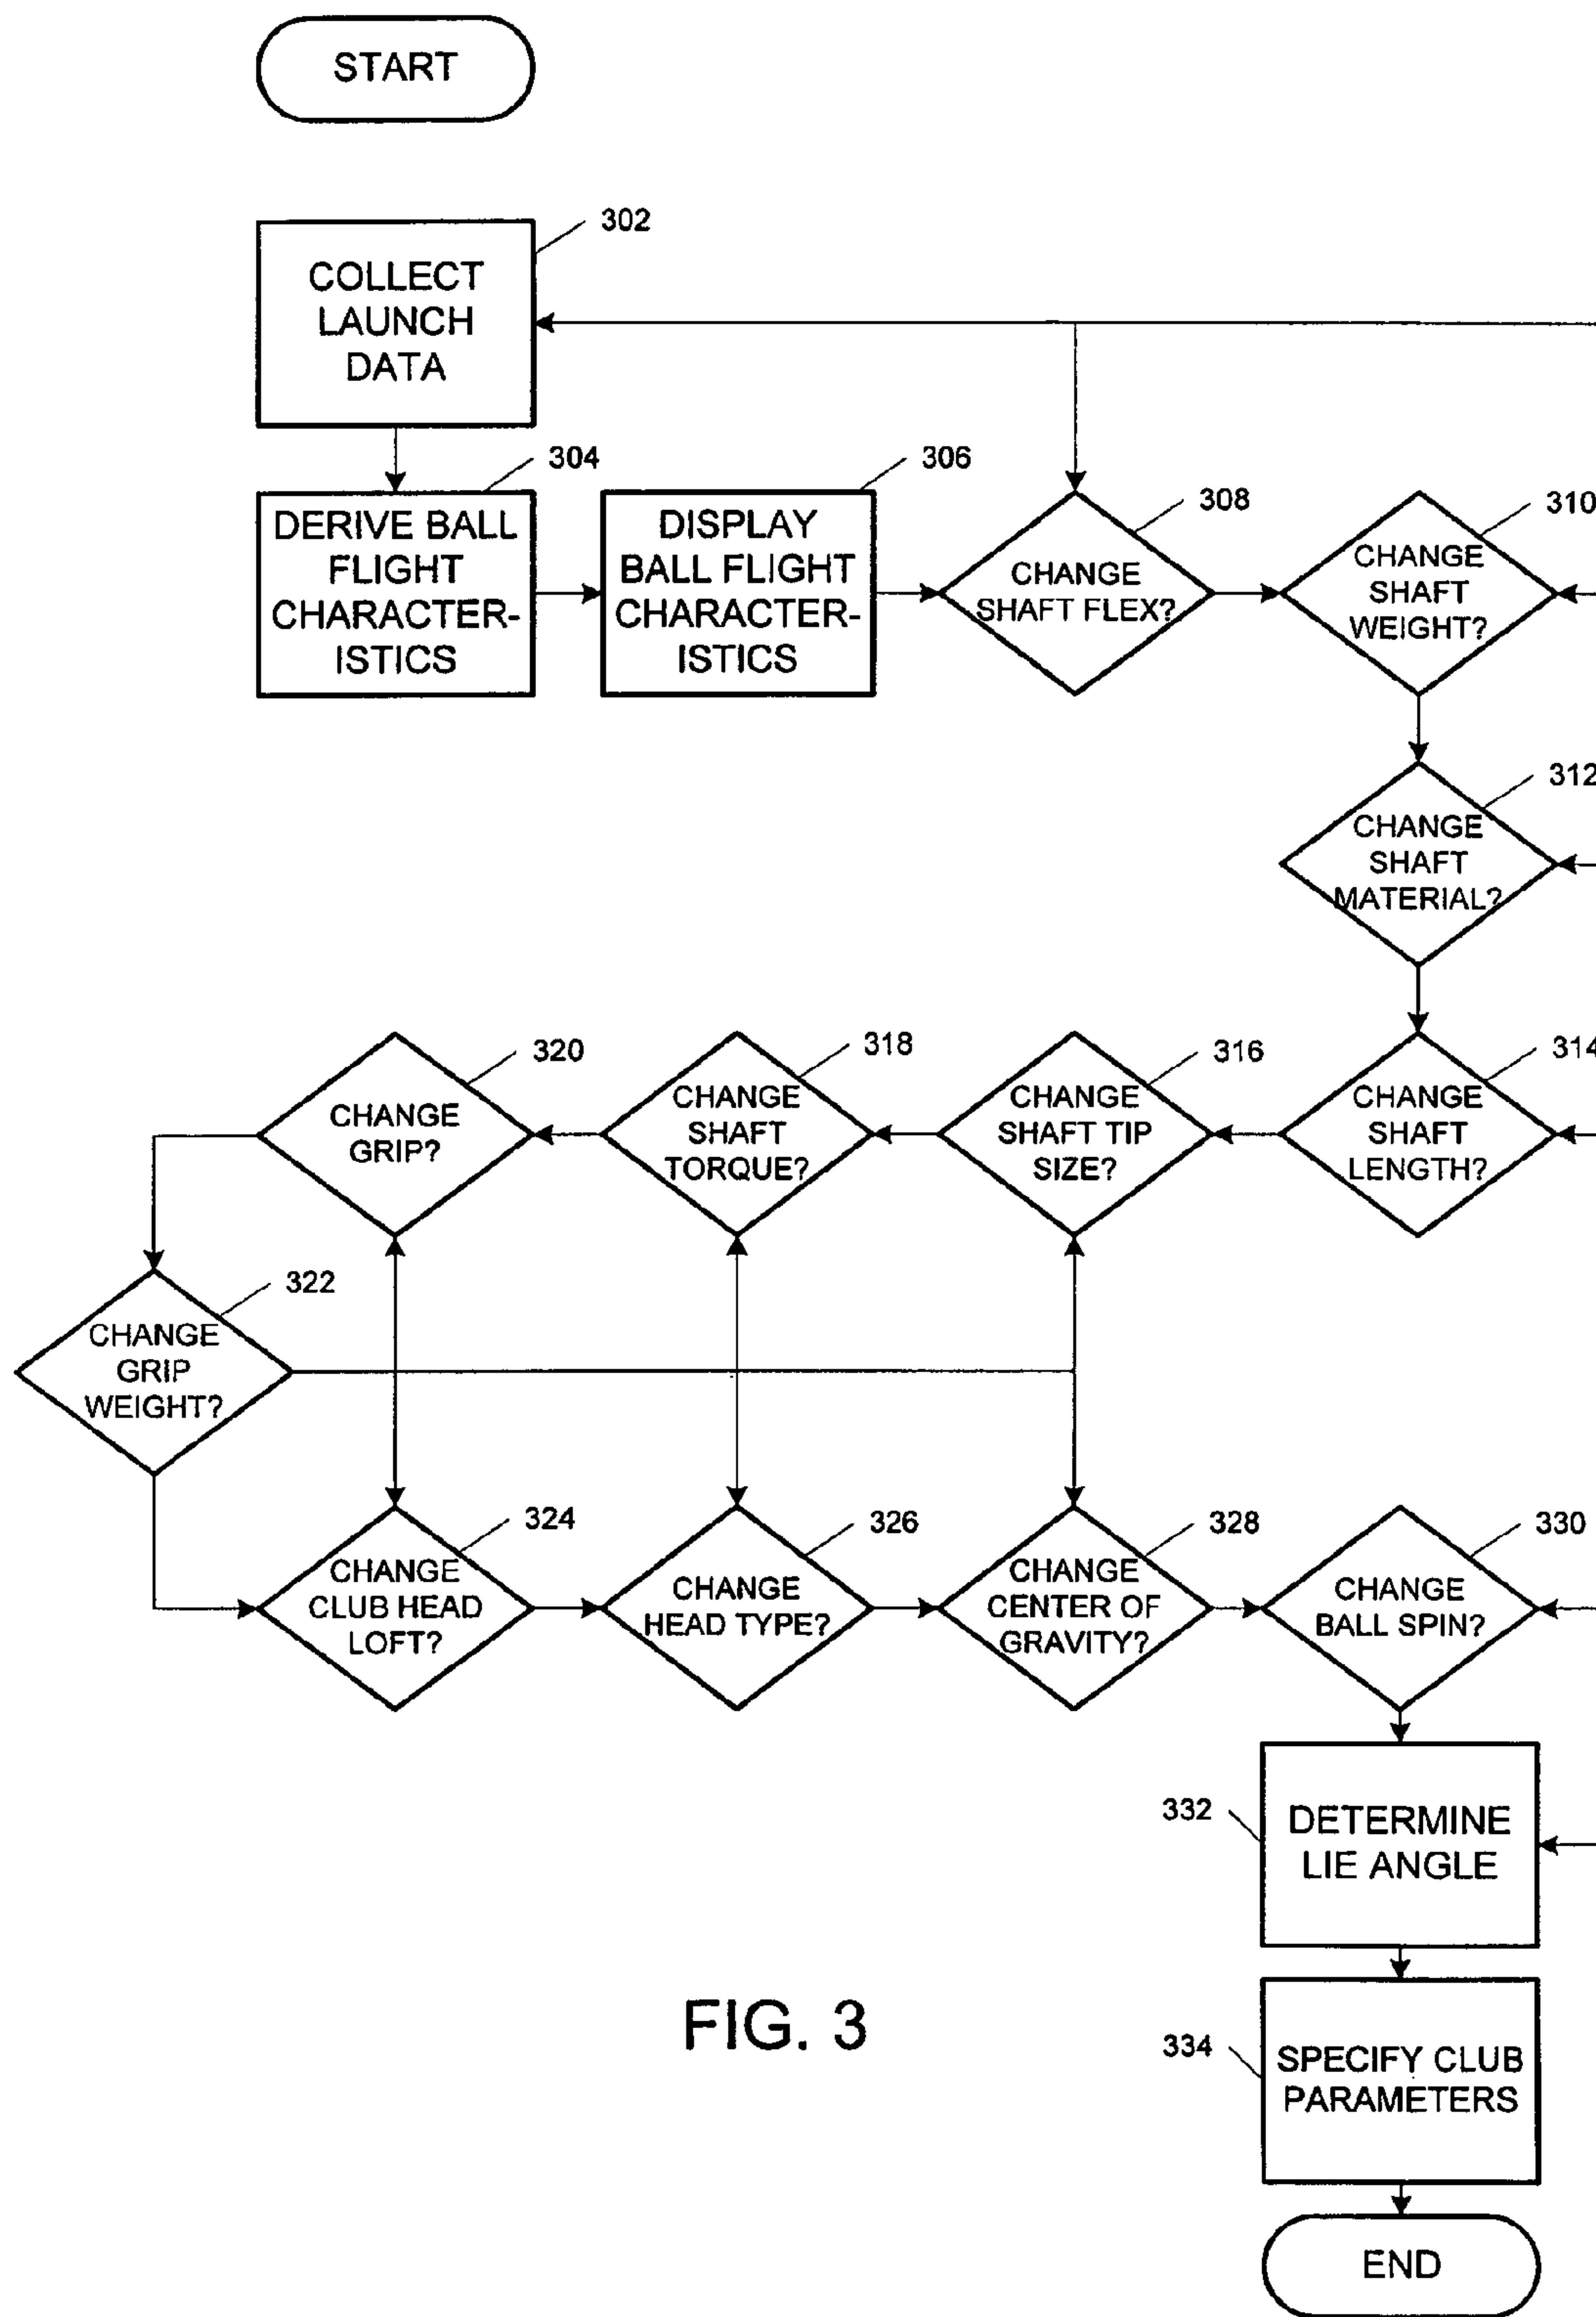 START
302
COLLECT
LAUNCH
DATA
304
DERIVE BALL
FLIGHT
CHARACTER-
ISTICS
306
DISPLAY
BALL FLIGHT
CHARACTER-
ISTICS
308
CHANGE
SHAFT FLEX?
310
CHANGE
SHAFT
WEIGHT?
312
CHANGE
SHAFT
MATERIAL?
314
CHANGE
SHAFT
LENGTH?
316
CHANGE
SHAFT TIP
SIZE?
318
CHANGE
SHAFT
TORQUE?
320
CHANGE
GRIP?
322
CHANGE
GRIP
WEIGHT?
324
CHANGE
CLUB HEAD
LOFT?
326
CHANGE
HEAD TYPE?
328
CHANGE
CENTER OF
GRAVITY?
330
CHANGE
BALL SPIN?
332
DETERMINE
LIE ANGLE
334
SPECIFY CLUB
PARAMETERS
END
FIG. 3